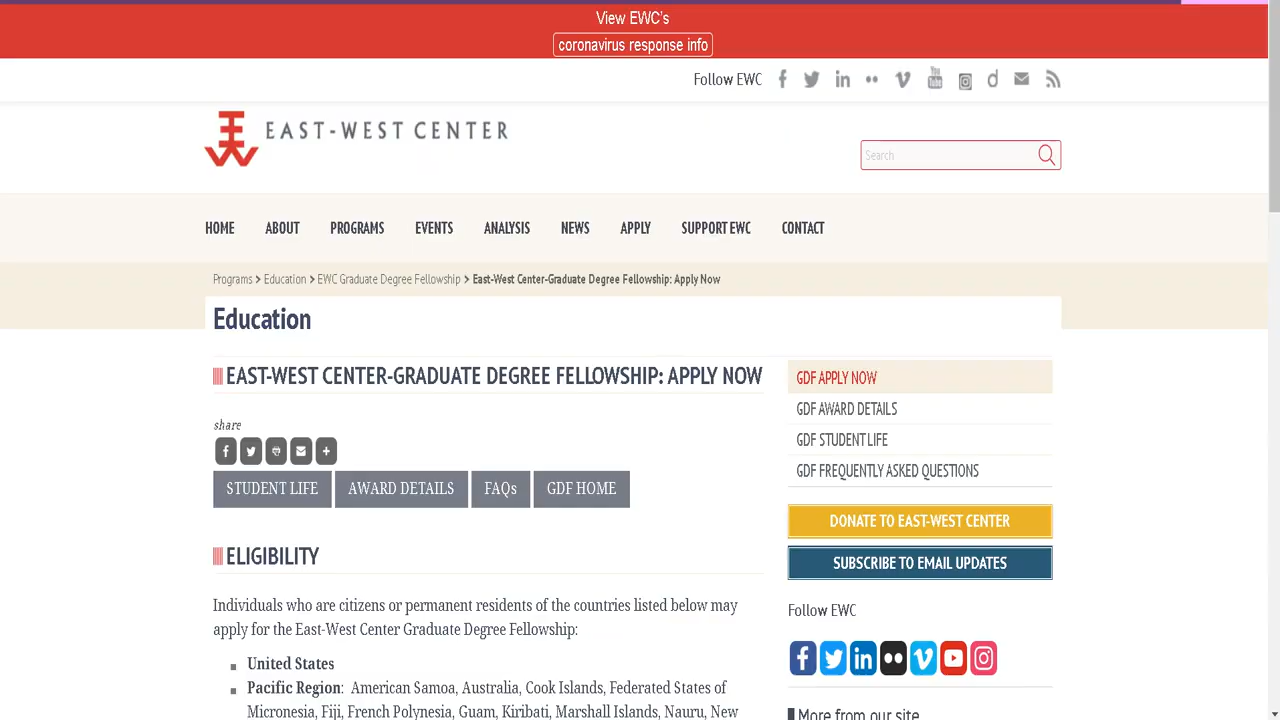 View EWC's
coronavirus response info
Follow EWC
EAST-WEST CENTER
Search
HOME ABOUT PROGRAMS EVENTS ANALYSIS NEWS APPLY SUPPORT EWC CONTACT
Programs > Education > EWC Graduate Degree Fellowship > East-West Center-Graduate Degree Fellowship: Apply Now
Education
EAST-WEST CENTER-GRADUATE DEGREE FELLOWSHIP: APPLY NOW
share
STUDENT LIFE AWARD DETAILS FAQs GDF HOME
ELIGIBILITY
Individuals who are citizens or permanent residents of the countries listed below may
apply for the East-West Center Graduate Degree Fellowship:
United States
Pacific Region: American Samoa, Australia, Cook Islands, Federated States of
Micronesia, Fiji, French Polynesia, Guam, Kiribati, Marshall Islands, Nauru, New
GDF APPLY NOW
GDF AWARD DETAILS
GDF STUDENT LIFE
GDF FREQUENTLY ASKED QUESTIONS
DONATE TO EAST-WEST CENTER
SUBSCRIBE TO EMAIL UPDATES
Follow EWC
More from our site